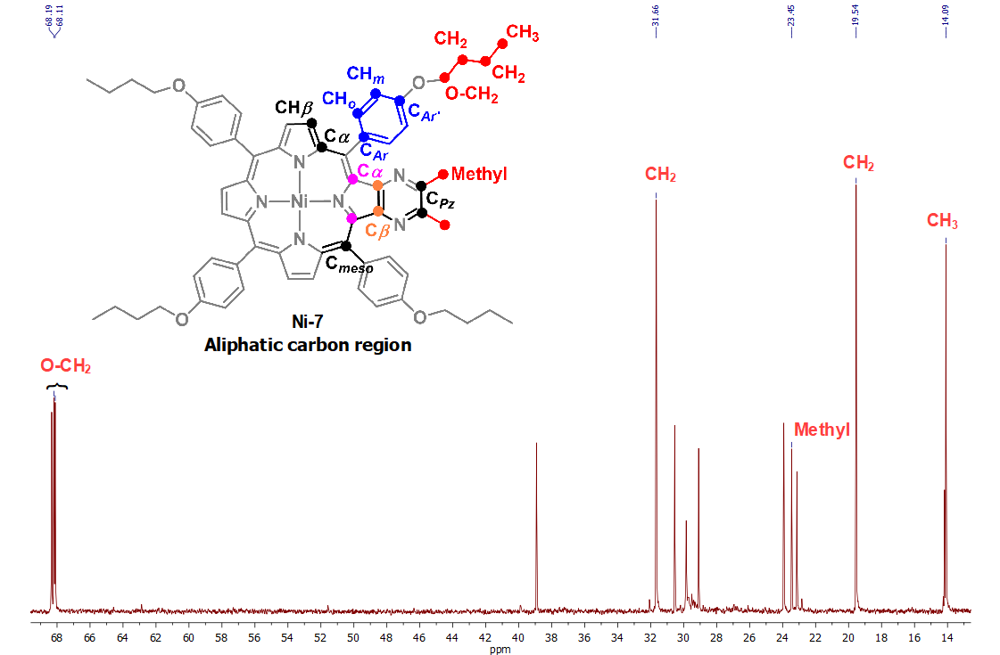 68.19
68.11
31.66
23.45
19.54
14.09
CH2
CH3
CH2
O-CH2
O
CHm
CHo
CAr'
CAr
O
CHβ
Cα
Cα
N
N
Methyl
N
Ni
N
CPz
N
Cβ
N
Cmeso
O
O
Ni-7
Aliphatic carbon region
O-CH2
CH2
CH2
CH3
Methyl
68 66 64 62 60 58 56 54 52 50 48 46 44 42 40 38 36 34 32 30 28 26 24 22 20 18 16 14
ppm